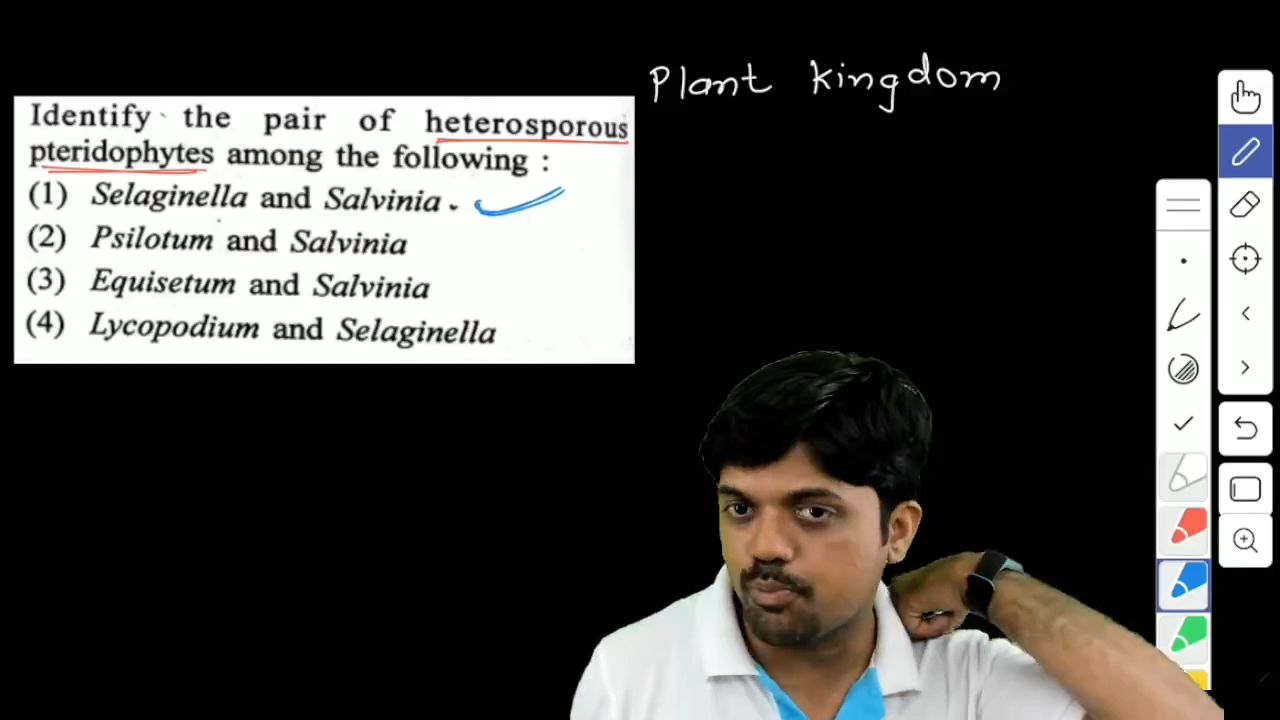 Plant kingdom
Identify the pair of heterosporous
pteridophytes among the following :
(1) Selaginella and Salvinia.
(2) Psilotum and Salvinia
(3) Equisetum and Salvinia
(4) Lycopodium and Selaginella